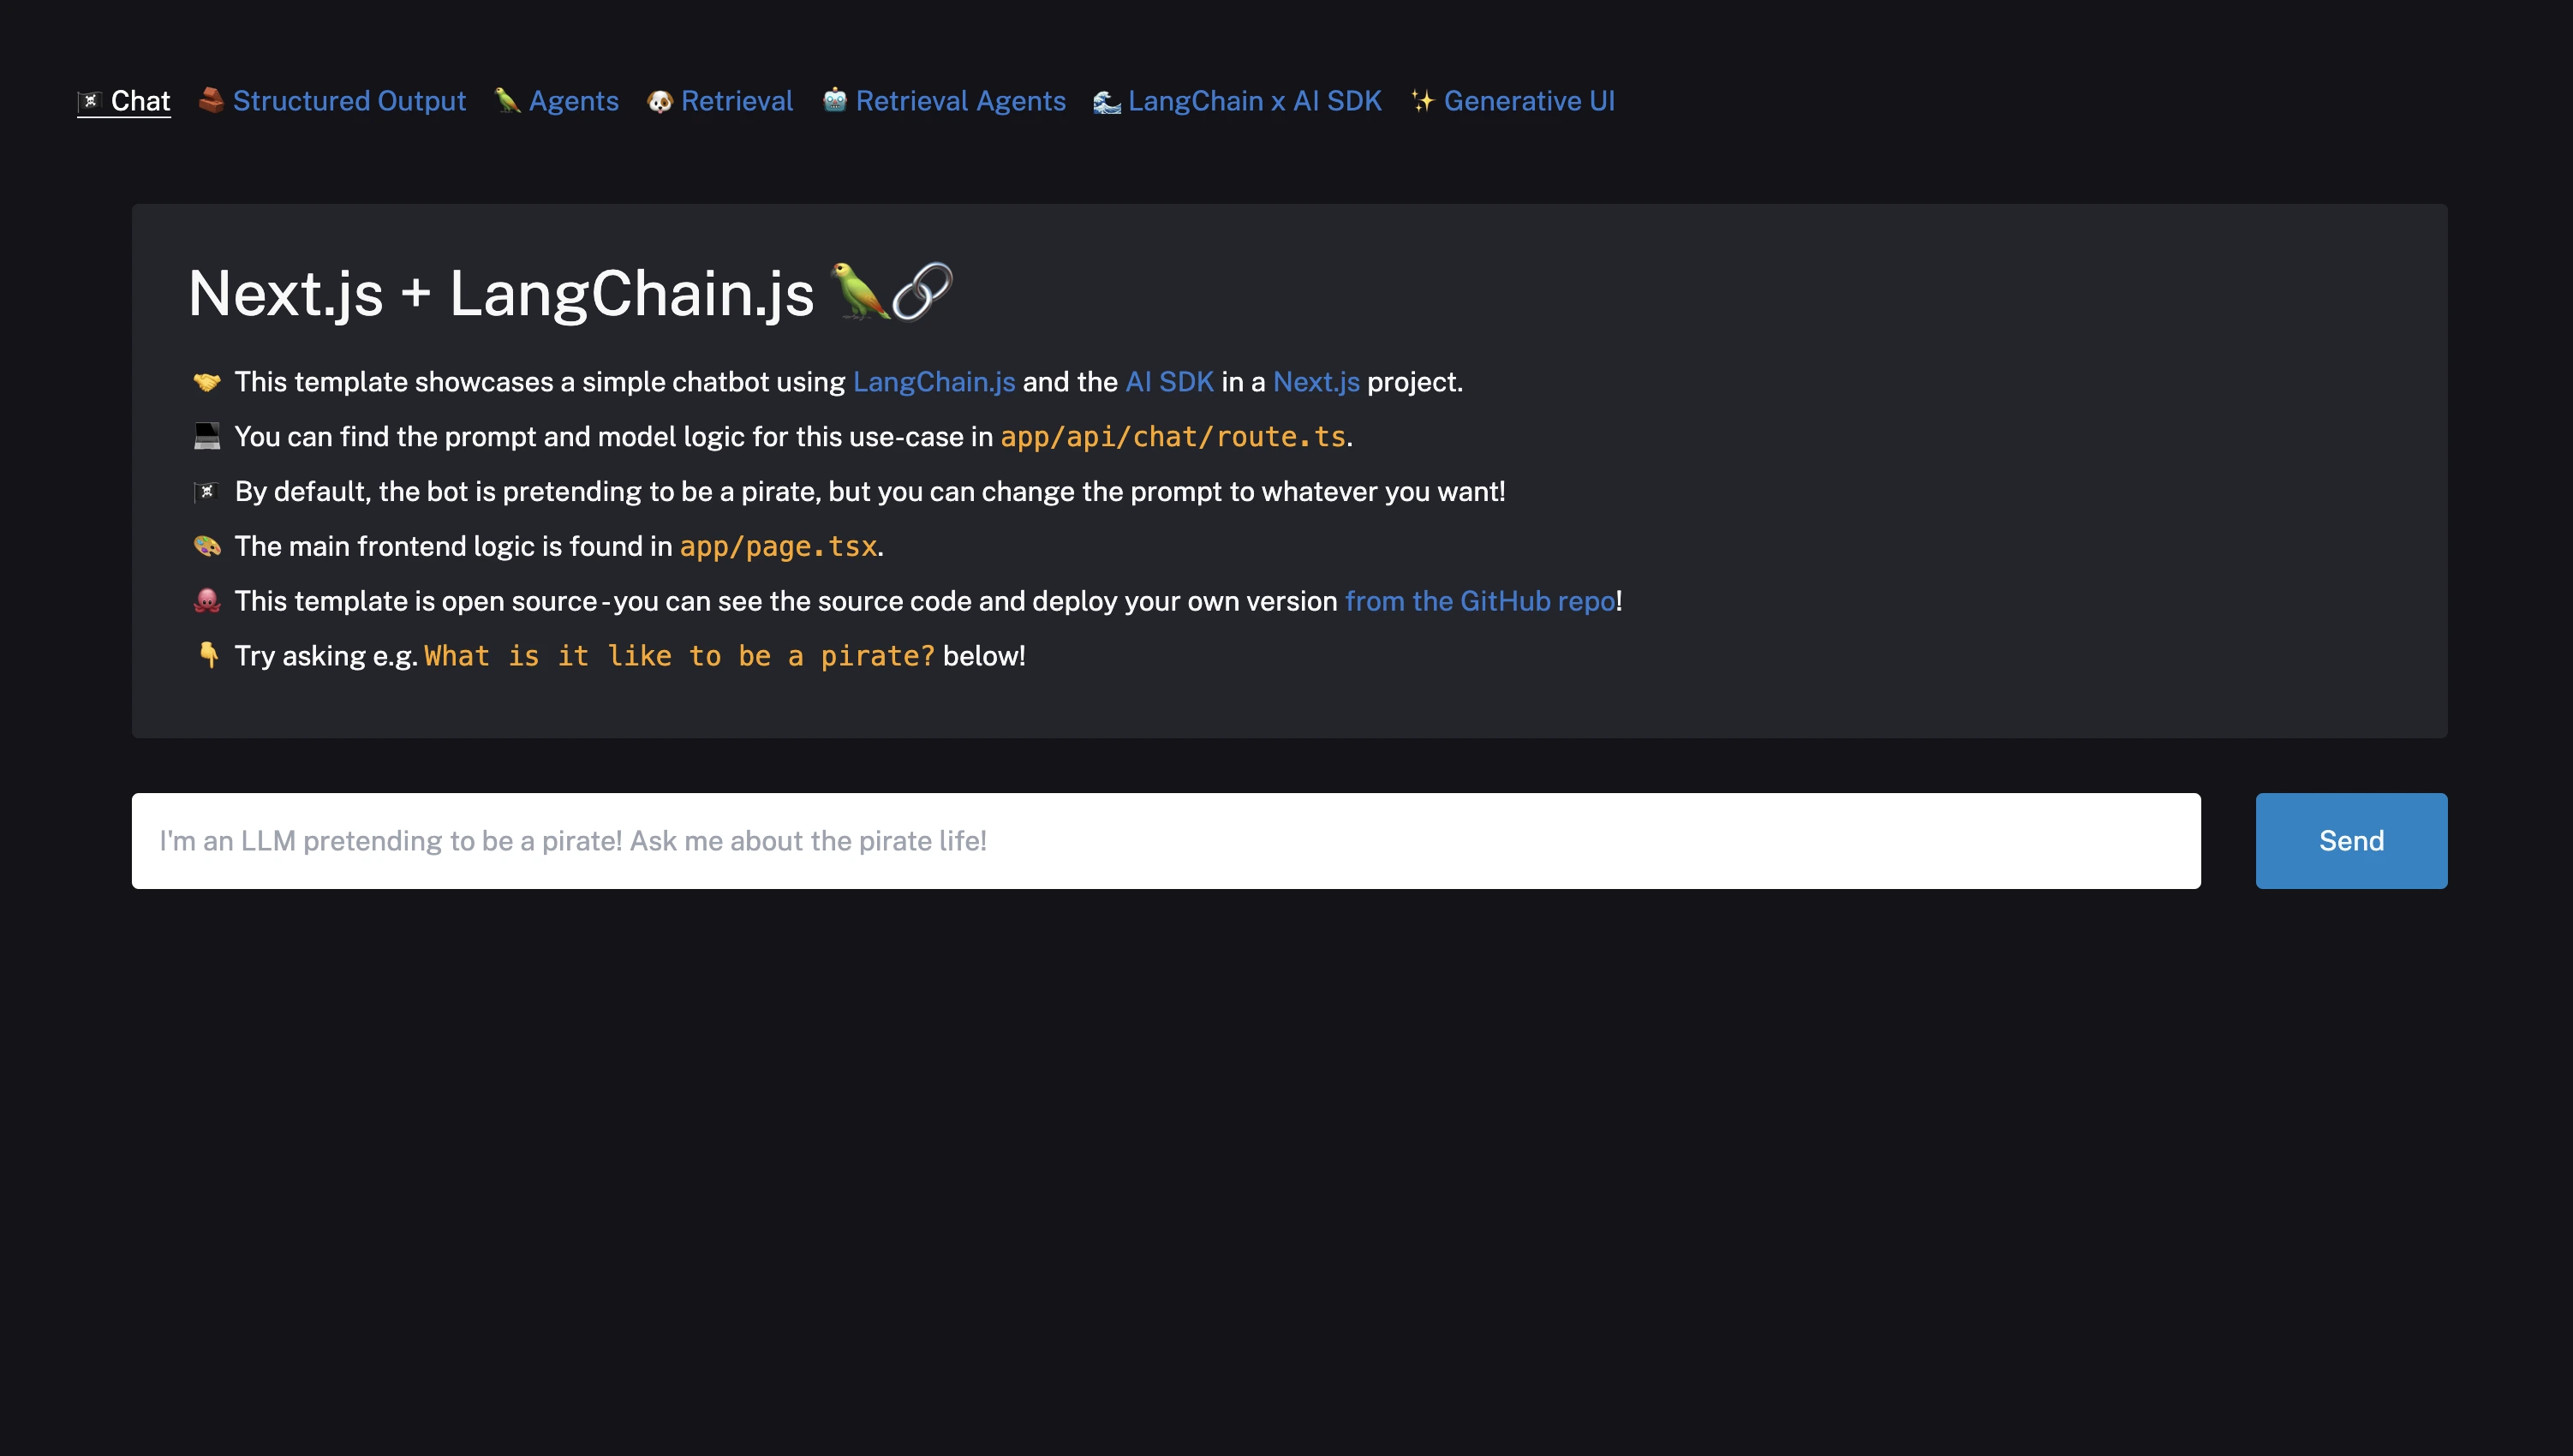 🏴‍☠️ Chat 🧱 Structured Output 🦜 Agents 🐶 Retrieval 🤖 Retrieval Agents 🌊 LangChain x AI SDK ✨ Generative UI
Next.js + LangChain.js 🦜🔗
🤝 This template showcases a simple chatbot using LangChain.js and the AI SDK in a Next.js project.
💻 You can find the prompt and model logic for this use-case in app/api/chat/route.ts.
🏴‍☠️ By default, the bot is pretending to be a pirate, but you can change the prompt to whatever you want!
🎨 The main frontend logic is found in app/page.tsx.
🐙 This template is open source - you can see the source code and deploy your own version from the GitHub repo!
👇 Try asking e.g. What is it like to be a pirate? below!
I'm an LLM pretending to be a pirate! Ask me about the pirate life! Send